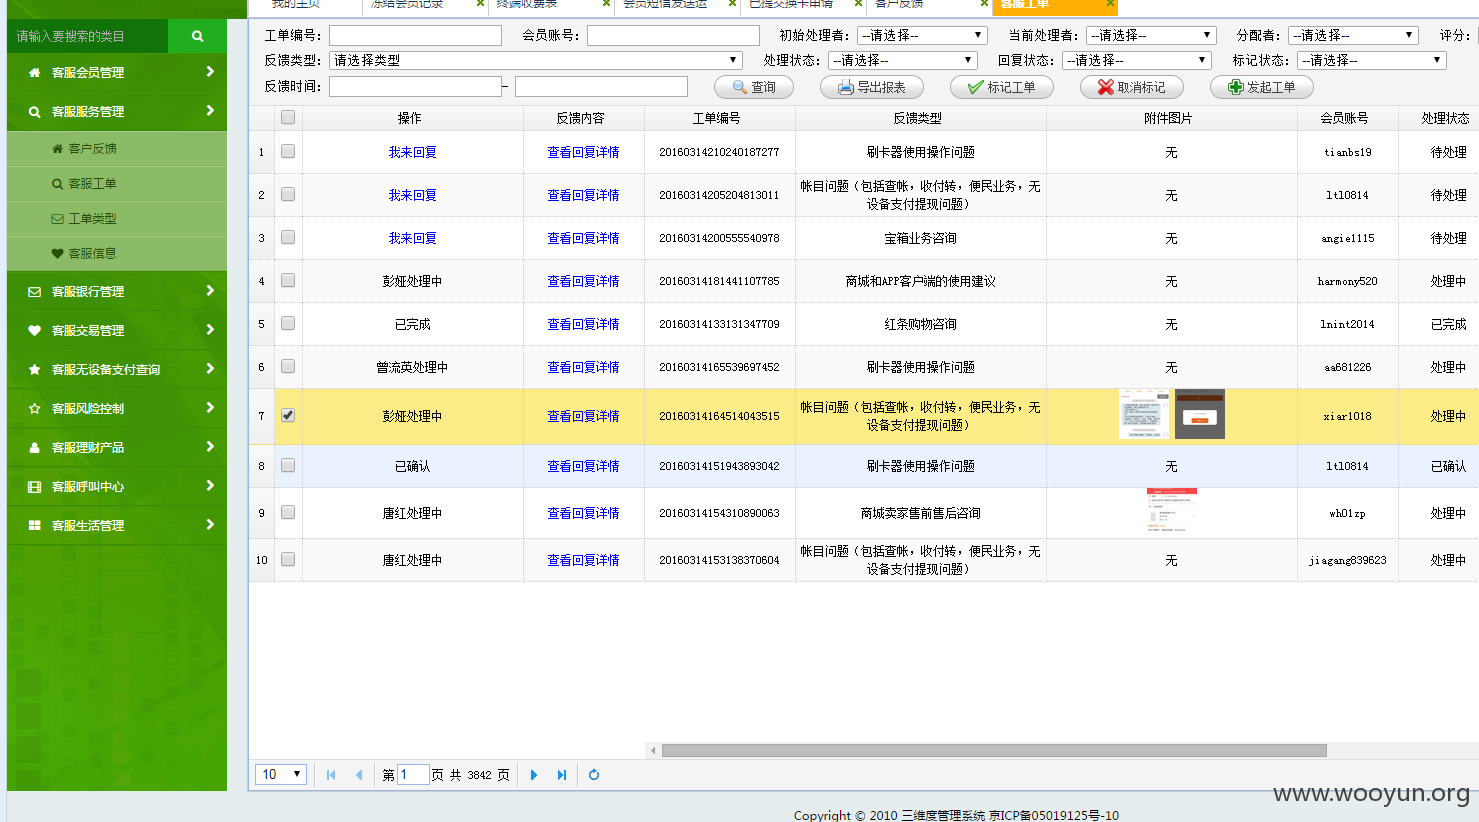 我的主页 冻结会员记录 终端收费表 会员短信发送运 已提交换卡申请 客户反馈 客服工单
请输入要搜索的类目
客服会员管理
客服服务管理
客户反馈
客服工单
工单类型
客服信息
客服银行管理
客服交易管理
客服无设备支付查询
客服风险控制
客服理财产品
客服呼叫中心
客服生活管理
工单编号： 会员账号： 初始处理者： --请选择-- 当前处理者： --请选择-- 分配者： --请选择-- 评分：
反馈类型： 请选择类型 处理状态： --请选择-- 回复状态： --请选择-- 标记状态： --请选择--
反馈时间： - 查询 导出报表 标记工单 取消标记 发起工单
操作 反馈内容 工单编号 反馈类型 附件图片 会员账号 处理状态
1 我来回复 查看回复详情 20160314210240187277 刷卡器使用操作问题 无 tianbs19 待处理
2 我来回复 查看回复详情 20160314205204813011 帐目问题（包括查帐，收付转，便民业务，无设备支付提现问题） 无 ltl0814 待处理
3 我来回复 查看回复详情 20160314200555540978 宝箱业务咨询 无 angie1115 待处理
4 彭娅处理中 查看回复详情 20160314181441107785 商城和APP客户端的使用建议 无 harmony520 处理中
5 已完成 查看回复详情 20160314133131347709 红条购物咨询 无 lnint2014 已完成
6 曾流英处理中 查看回复详情 20160314165539697452 刷卡器使用操作问题 无 aa681226 处理中
7 彭娅处理中 查看回复详情 20160314164514043515 帐目问题（包括查帐，收付转，便民业务，无设备支付提现问题） xiar1018 处理中
8 已确认 查看回复详情 20160314151943893042 刷卡器使用操作问题 无 ltl0814 已确认
9 唐红处理中 查看回复详情 20160314154310890063 商城卖家售前售后咨询 wh01zp 处理中
10 唐红处理中 查看回复详情 20160314153138370604 帐目问题（包括查帐，收付转，便民业务，无设备支付提现问题） 无 jiagang839623 处理中
10 第 1 页 共 3842 页
www.wooyun.org
Copyright © 2010 三维度管理系统 京ICP备05019125号-10